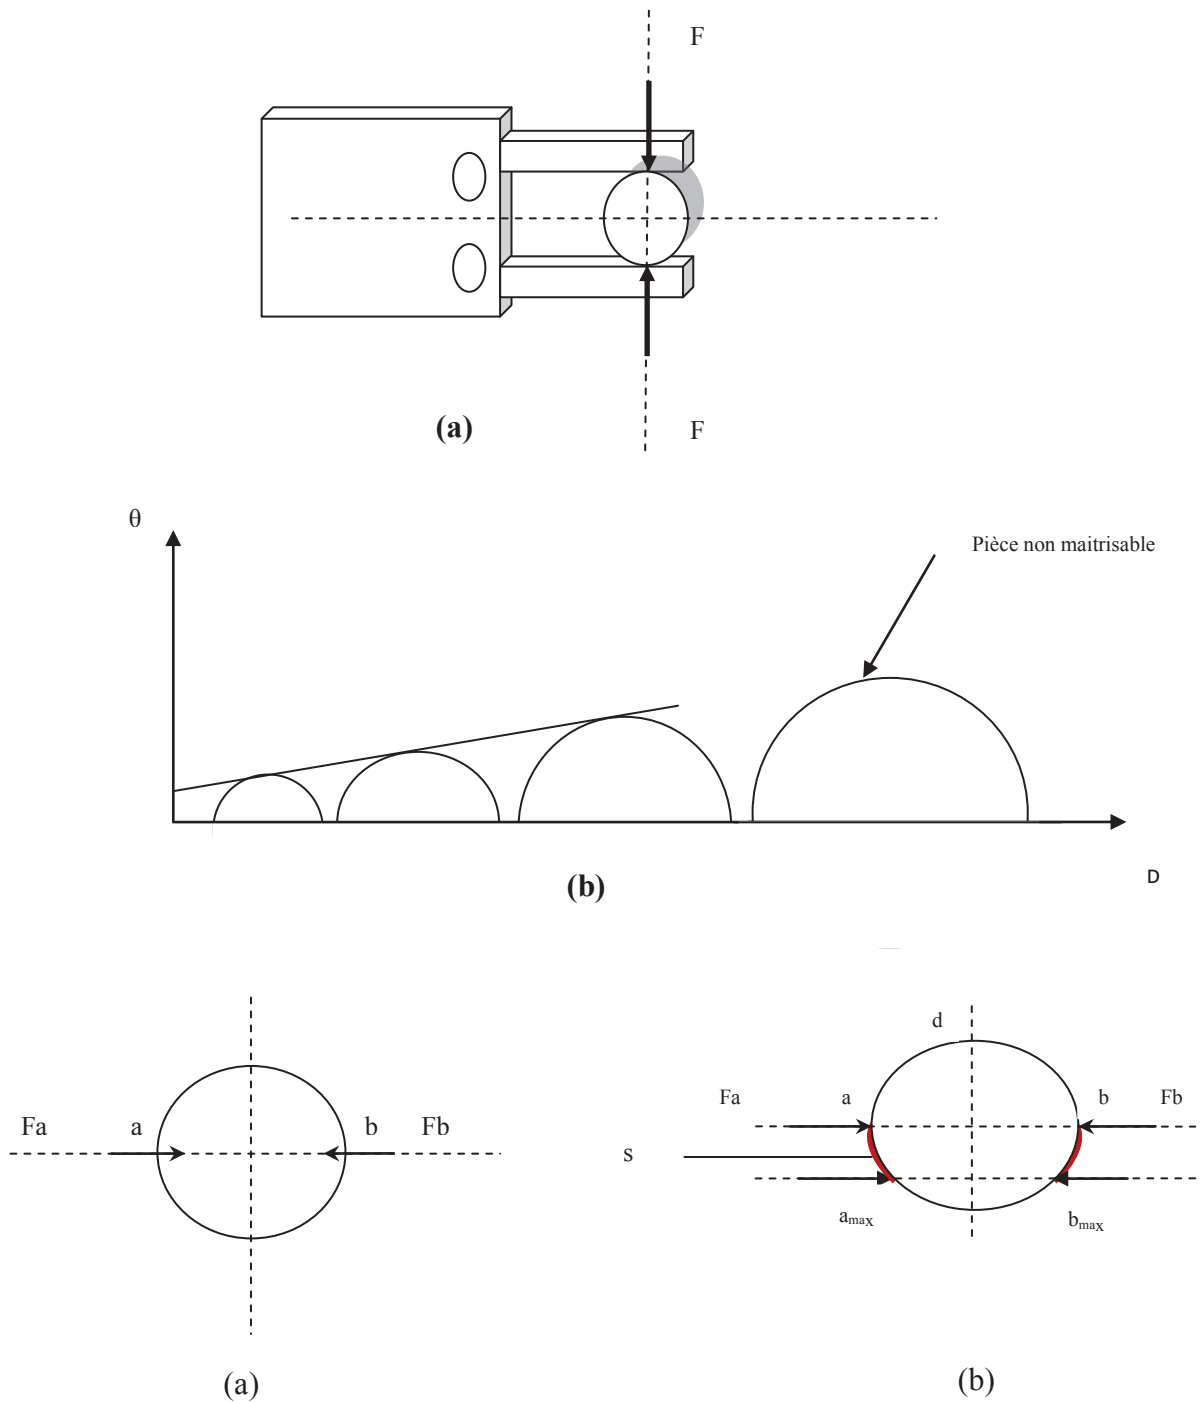 F
(a)
F
θ
Pièce non maitrisable
(b)
D
d
Fa a b Fb
Fa a b Fb
s
amax bmax
(a)
(b)